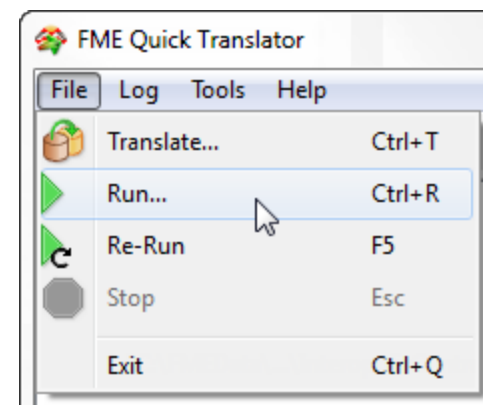 FME Quick Translator
File Log Tools Help
Translate... Ctrl+T
Run... Ctrl+R
Re-Run F5
Stop Esc
Exit Ctrl+Q